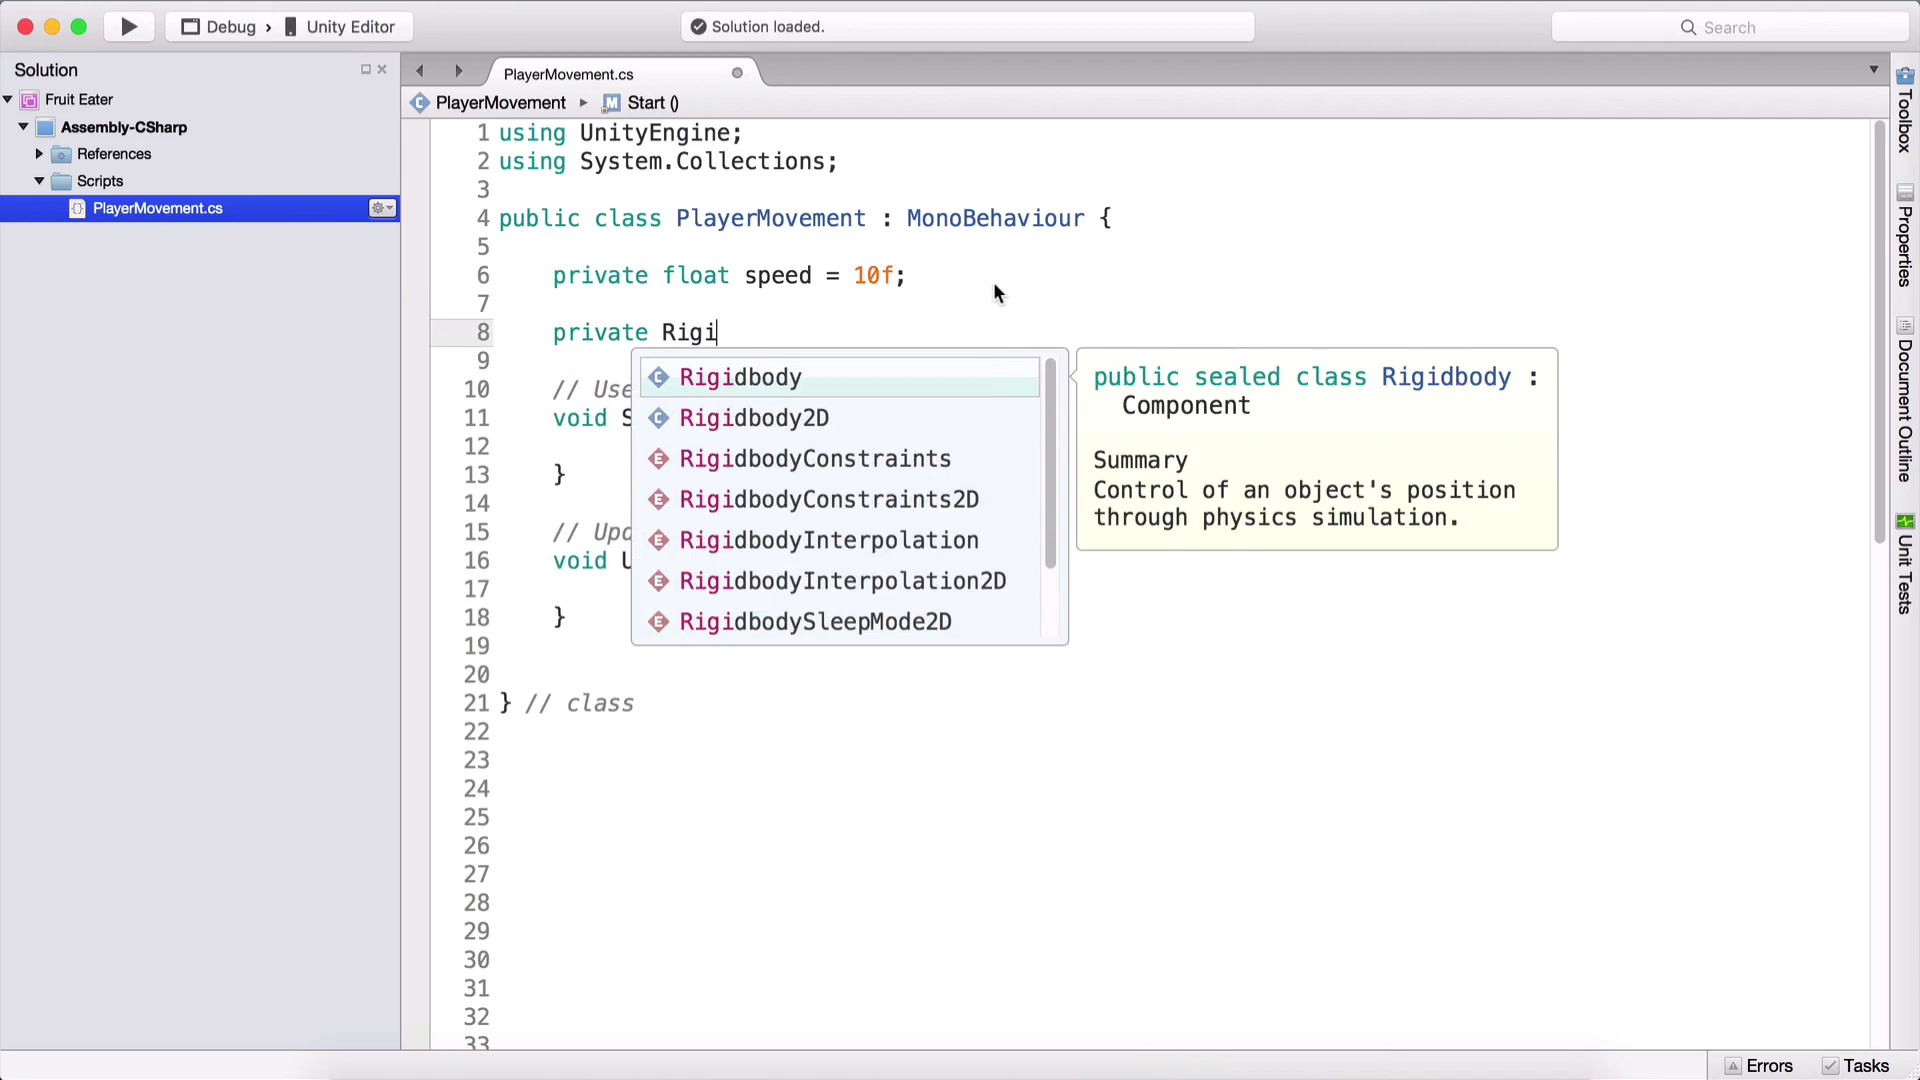 Debug › Unity Editor
Solution loaded.
Search
Solution
Fruit Eater
Assembly-CSharp
References
Scripts
PlayerMovement.cs
PlayerMovement.cs
PlayerMovement ▸ Start ()
1 using UnityEngine;
2 using System.Collections;
3
4 public class PlayerMovement : MonoBehaviour {
5
6 private float speed = 10f;
7
8 private Rigi
9
10 // Use
11 void S
12
13 }
14
15 // Upd
16 void U
17
18 }
19
20
21 } // class
22
23
24
25
26
27
28
29
30
31
32
33
Rigidbody
Rigidbody2D
RigidbodyConstraints
RigidbodyConstraints2D
RigidbodyInterpolation
RigidbodyInterpolation2D
RigidbodySleepMode2D
public sealed class Rigidbody :
Component
Summary
Control of an object's position
through physics simulation.
Toolbox
Properties
Document Outline
Unit Tests
Errors
Tasks